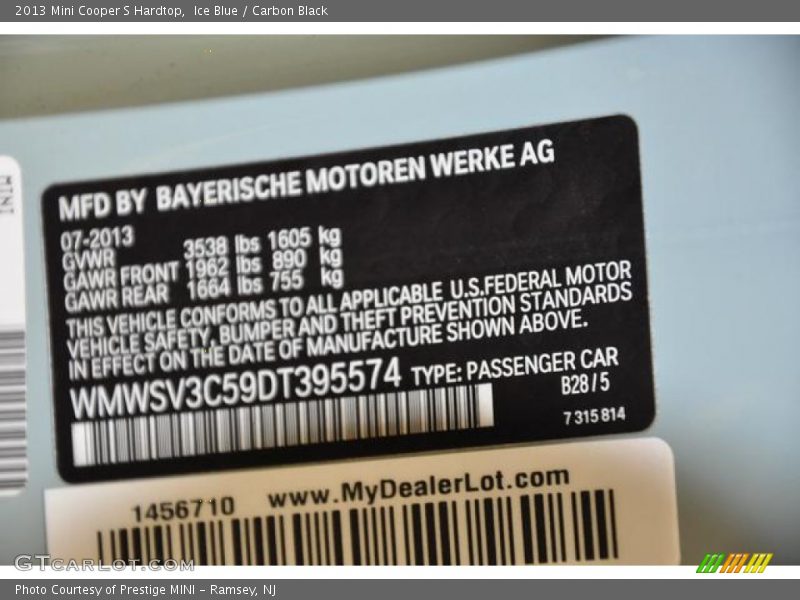 2013 Mini Cooper S Hardtop,  Ice Blue / Carbon Black
MINI
MFD BY BAYERISCHE MOTOREN WERKE AG
07-2013
GVWR 3538 lbs 1605 kg
GAWR FRONT 1962 lbs 890 kg
GAWR REAR 1664 lbs 755 kg
THIS VEHICLE CONFORMS TO ALL APPLICABLE U.S.FEDERAL MOTOR
VEHICLE SAFETY, BUMPER AND THEFT PREVENTION STANDARDS
IN EFFECT ON THE DATE OF MANUFACTURE SHOWN ABOVE.
WMWSV3C59DT395574 TYPE: PASSENGER CAR
B28 / 5
7 315 814
1456710 www.MyDealerLot.com
GTCARLOT.COM
Photo Courtesy of Prestige MINI – Ramsey, NJ